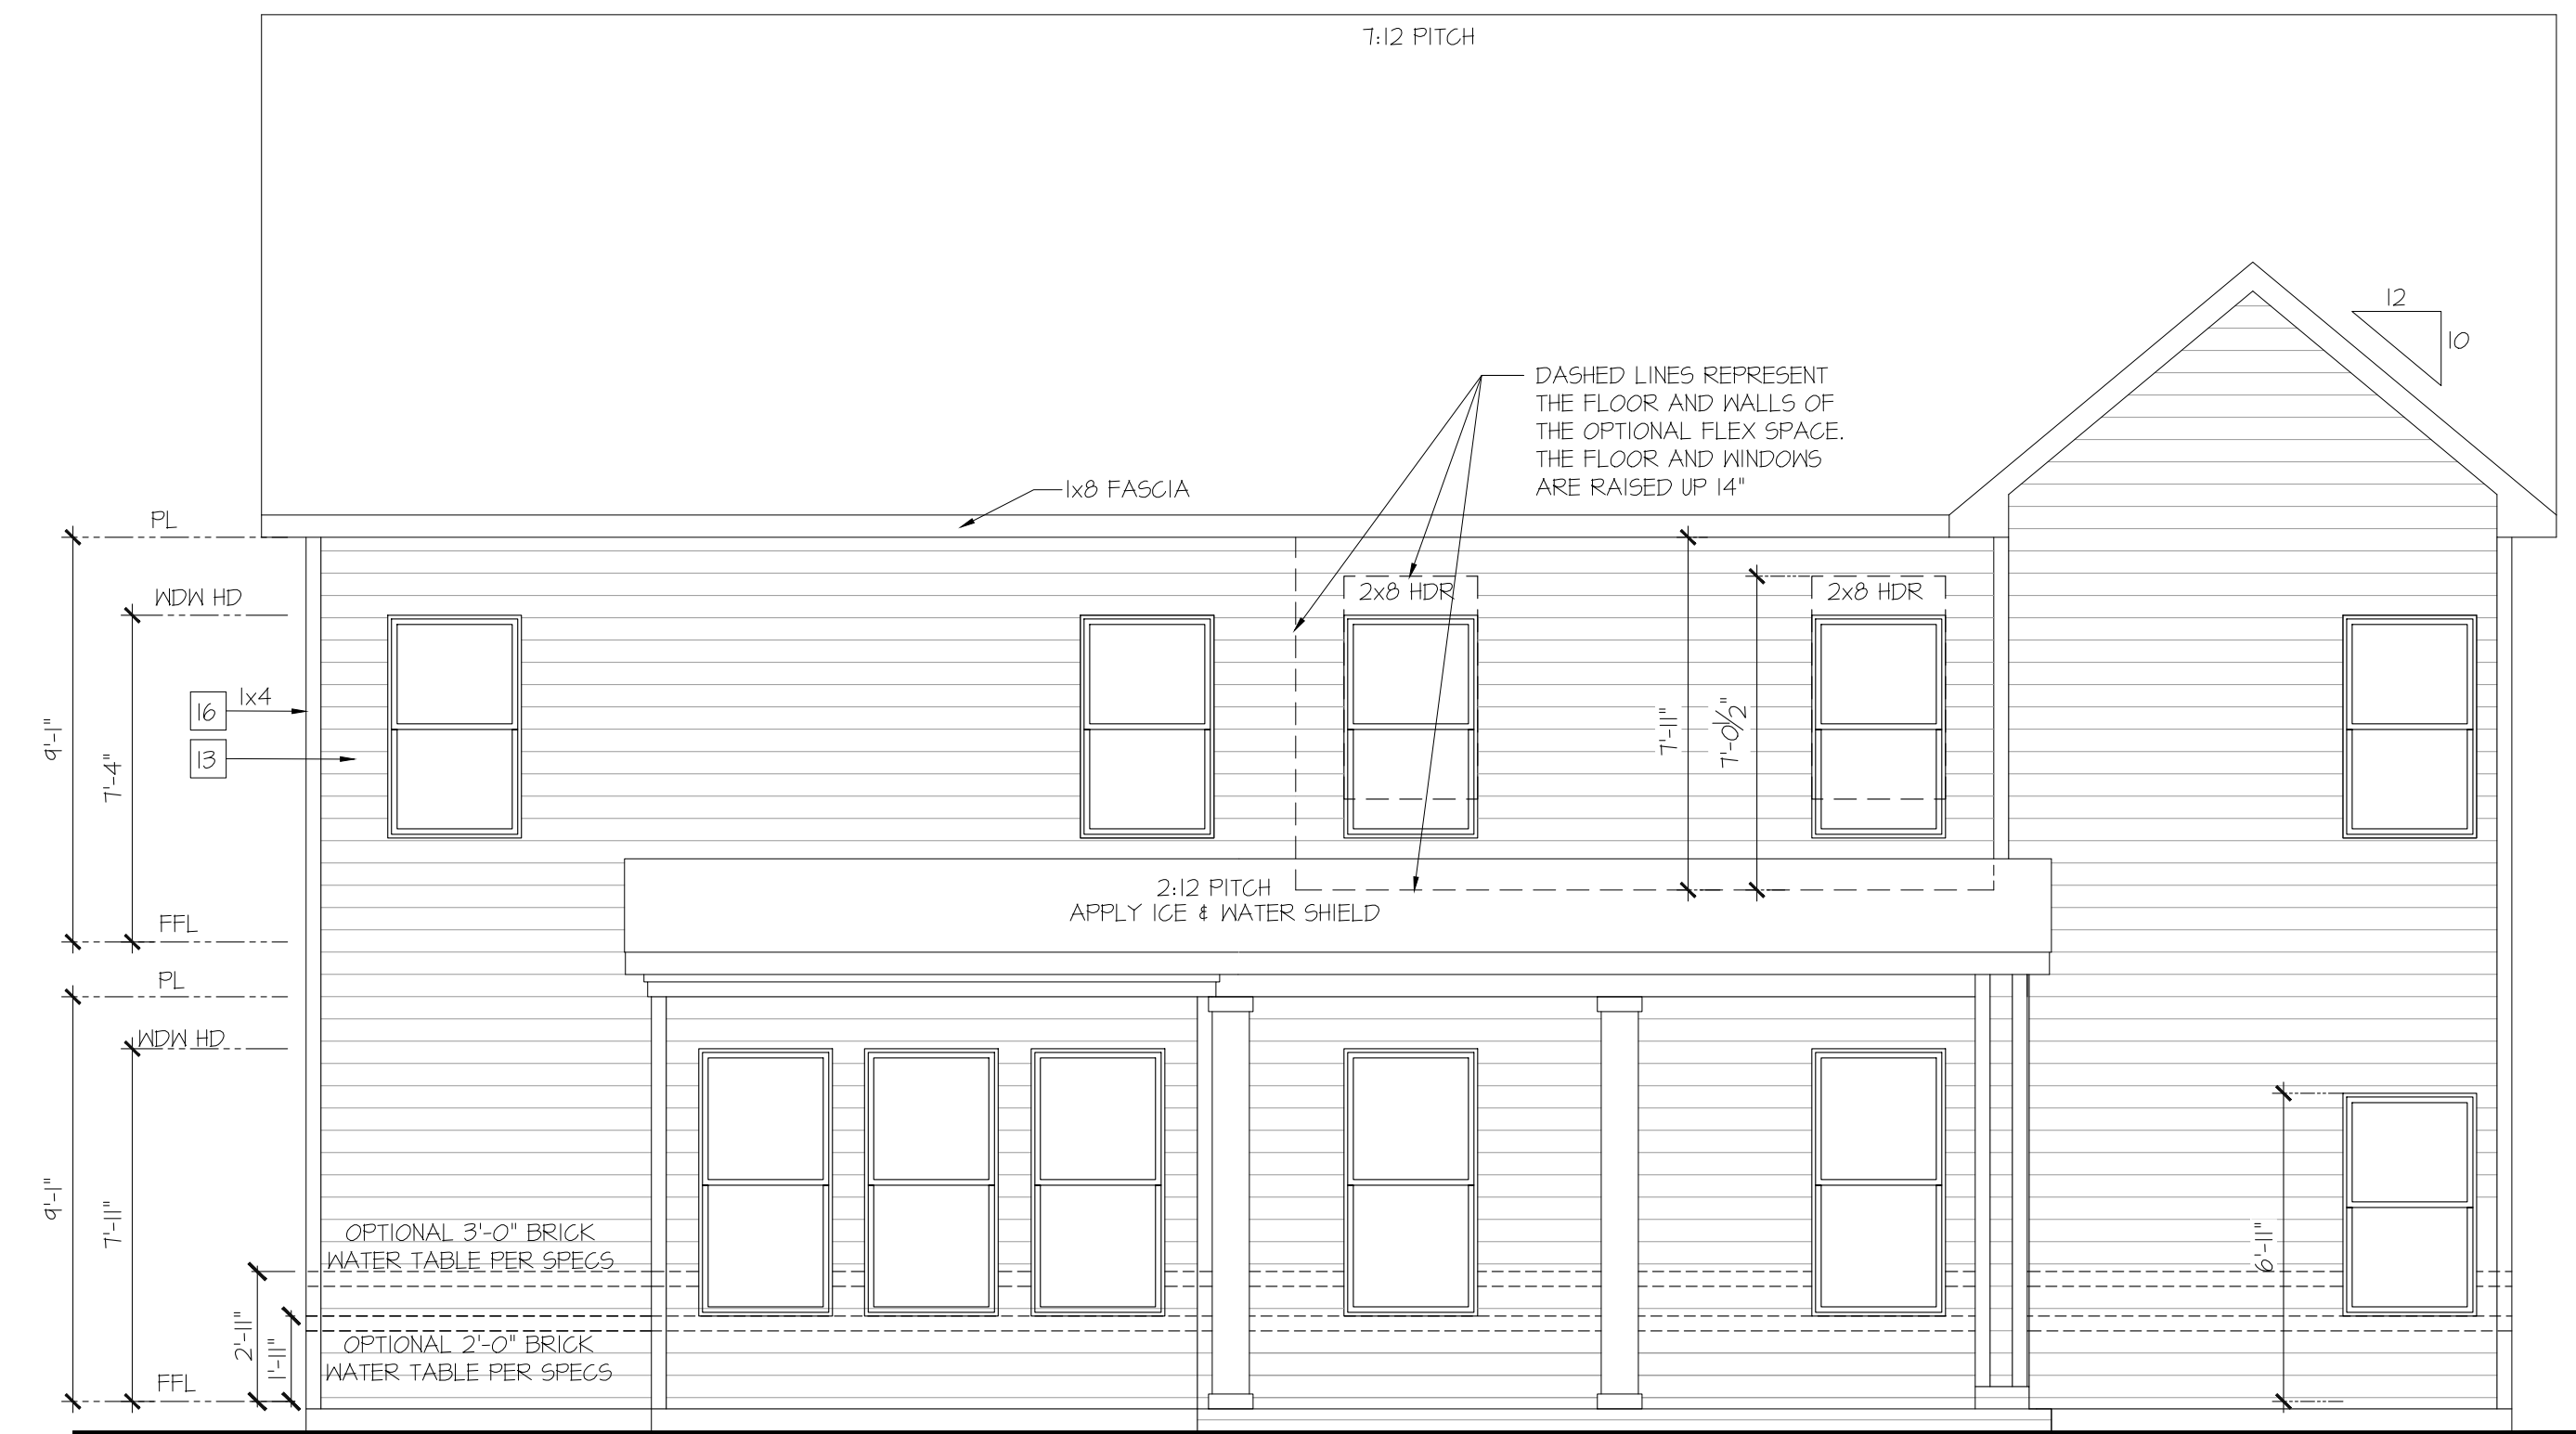 7:12 PITCH
12
10
DASHED LINES REPRESENT
THE FLOOR AND WALLS OF
THE OPTIONAL FLEX SPACE.
THE FLOOR AND WINDOWS
ARE RAISED UP 14"
1x8 FASCIA
PL
WDW HD
2x8 HDR
2x8 HDR
16
1x4
13
9'-1"
7'-4"
7'-11"
7'-0 1/2"
2:12 PITCH
APPLY ICE & WATER SHIELD
FFL
PL
WDW HD
9'-1"
7'-11"
6'-11"
OPTIONAL 3'-0" BRICK
WATER TABLE PER SPECS
2'-11"
1'-11"
OPTIONAL 2'-0" BRICK
WATER TABLE PER SPECS
FFL